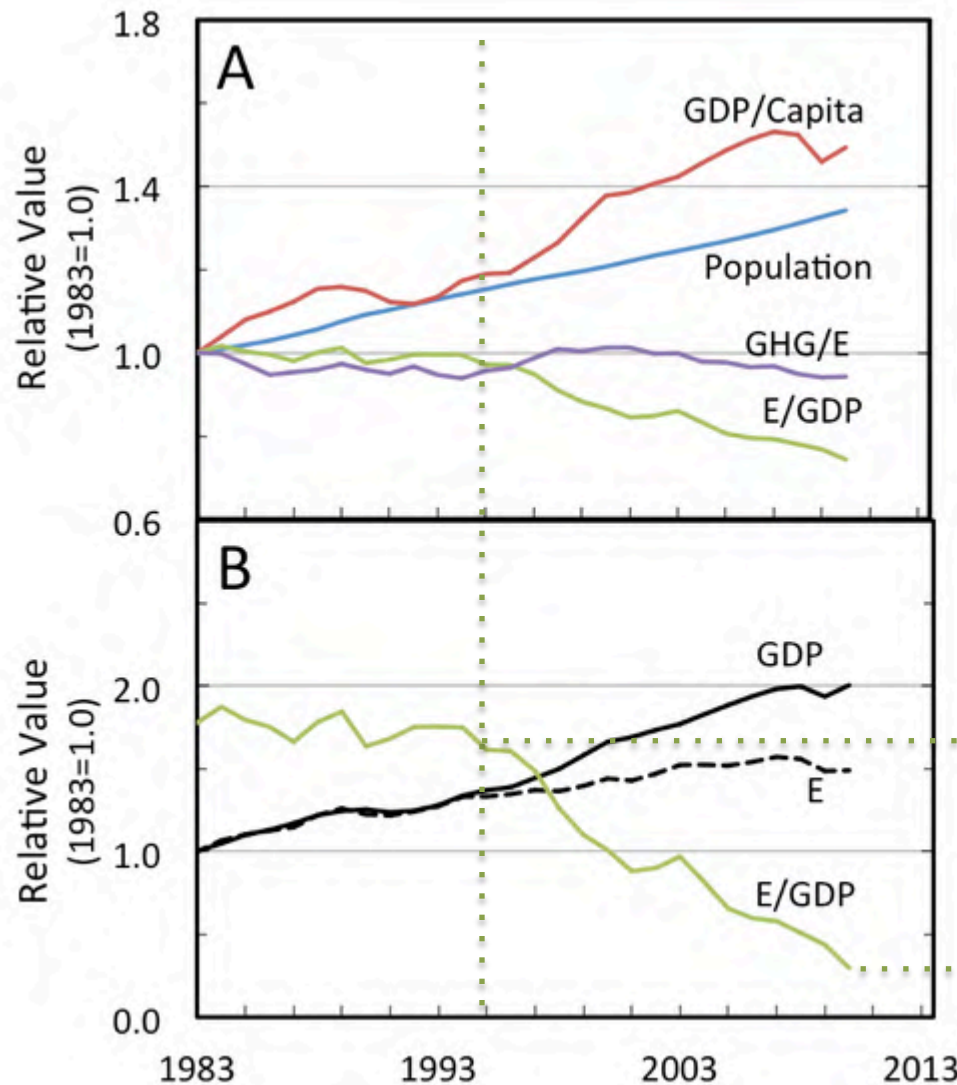 1.8
A
GDP/Capita
1.4
Relative Value
(1983=1.0)
Population
1.0
GHG/E
E/GDP
0.6
B
GDP
2.0
Relative Value
(1983=1.0)
E
1.0
E/GDP
0.0
1983 1993 2003 2013